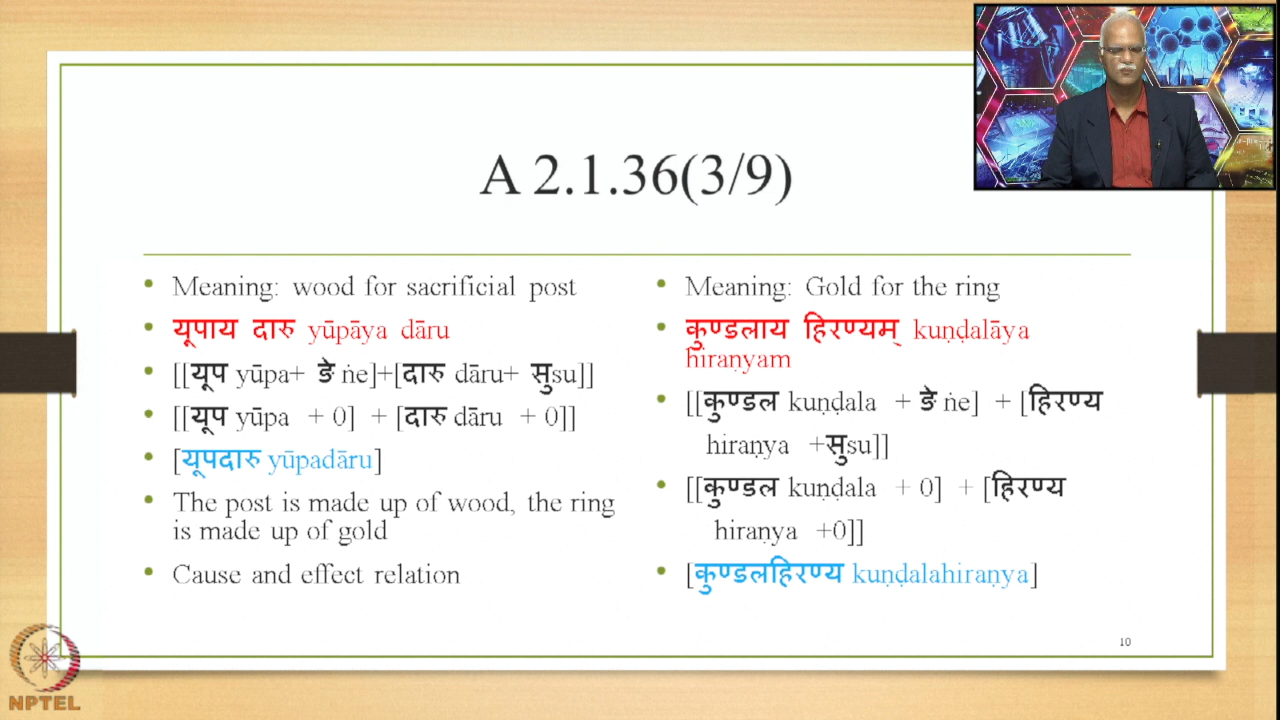 A 2.1.36(3/9)
• Meaning: wood for sacrificial post
• यूपाय दारु yūpāya dāru
• [[यूप yūpa+ ङे ṅe]+[दारु dāru+ सुsu]]
• [[यूप yūpa + 0] + [दारु dāru + 0]]
• [यूपदारु yūpadāru]
• The post is made up of wood, the ring
is made up of gold
• Cause and effect relation
• Meaning: Gold for the ring
• कुण्डलाय हिरण्यम् kuṇḍalāya
hiraṇyam
• [[कुण्डल kuṇḍala + ङे ṅe] + [हिरण्य
hiraṇya +सुsu]]
• [[कुण्डल kuṇḍala + 0] + [हिरण्य
hiraṇya +0]]
• [कुण्डलहिरण्य kuṇḍalahiraṇya]
10
NPTEL